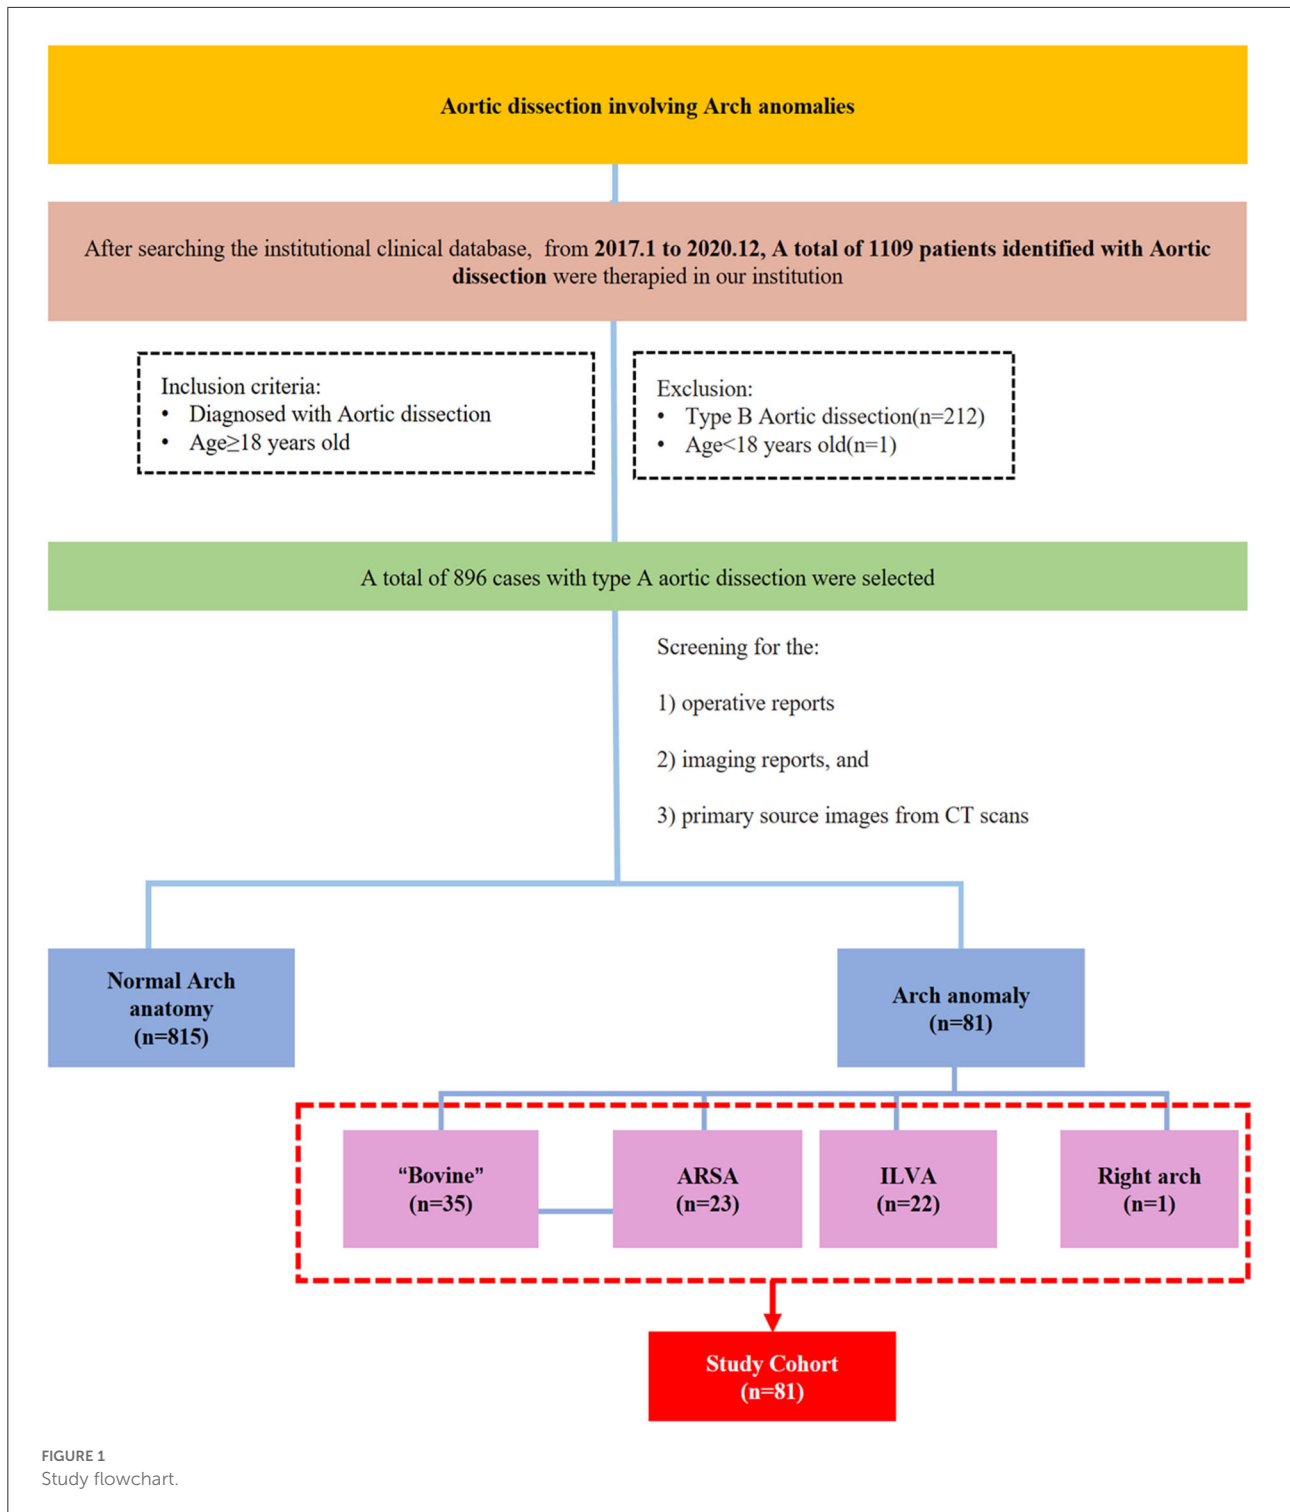 Aortic dissection involving Arch anomalies
After searching the institutional clinical database, from 2017.1 to 2020.12, A total of 1109 patients identified with Aortic
dissection were therapied in our institution
Inclusion criteria:
• Diagnosed with Aortic dissection
• Age≥18 years old
Exclusion:
• Type B Aortic dissection(n=212)
• Age<18 years old(n=1)
A total of 896 cases with type A aortic dissection were selected
Screening for the:
1) operative reports
2) imaging reports, and
3) primary source images from CT scans
Normal Arch
anatomy
(n=815)
Arch anomaly
(n=81)
“Bovine”
(n=35)
ARSA
(n=23)
ILVA
(n=22)
Right arch
(n=1)
Study Cohort
(n=81)
FIGURE 1
Study flowchart.